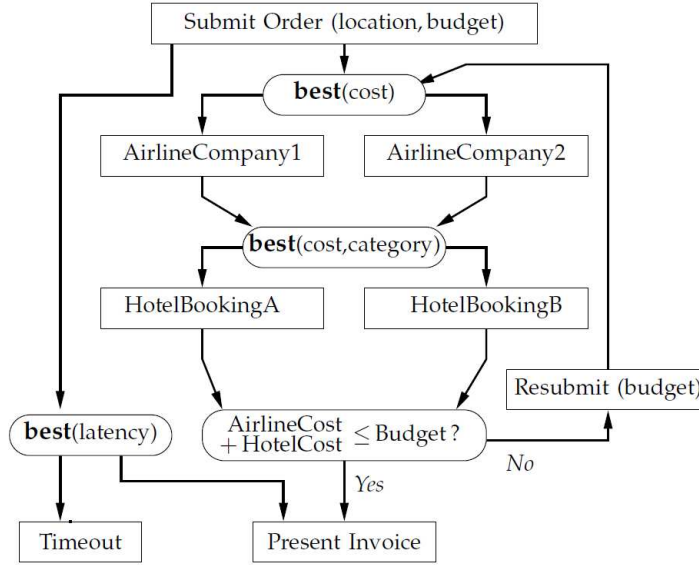 Submit Order (location, budget)
best(cost)
AirlineCompany1
AirlineCompany2
best(cost,category)
HotelBookingA
HotelBookingB
Resubmit (budget)
best(latency)
AirlineCost
+ HotelCost ≤ Budget ?
No
Yes
Timeout
Present Invoice